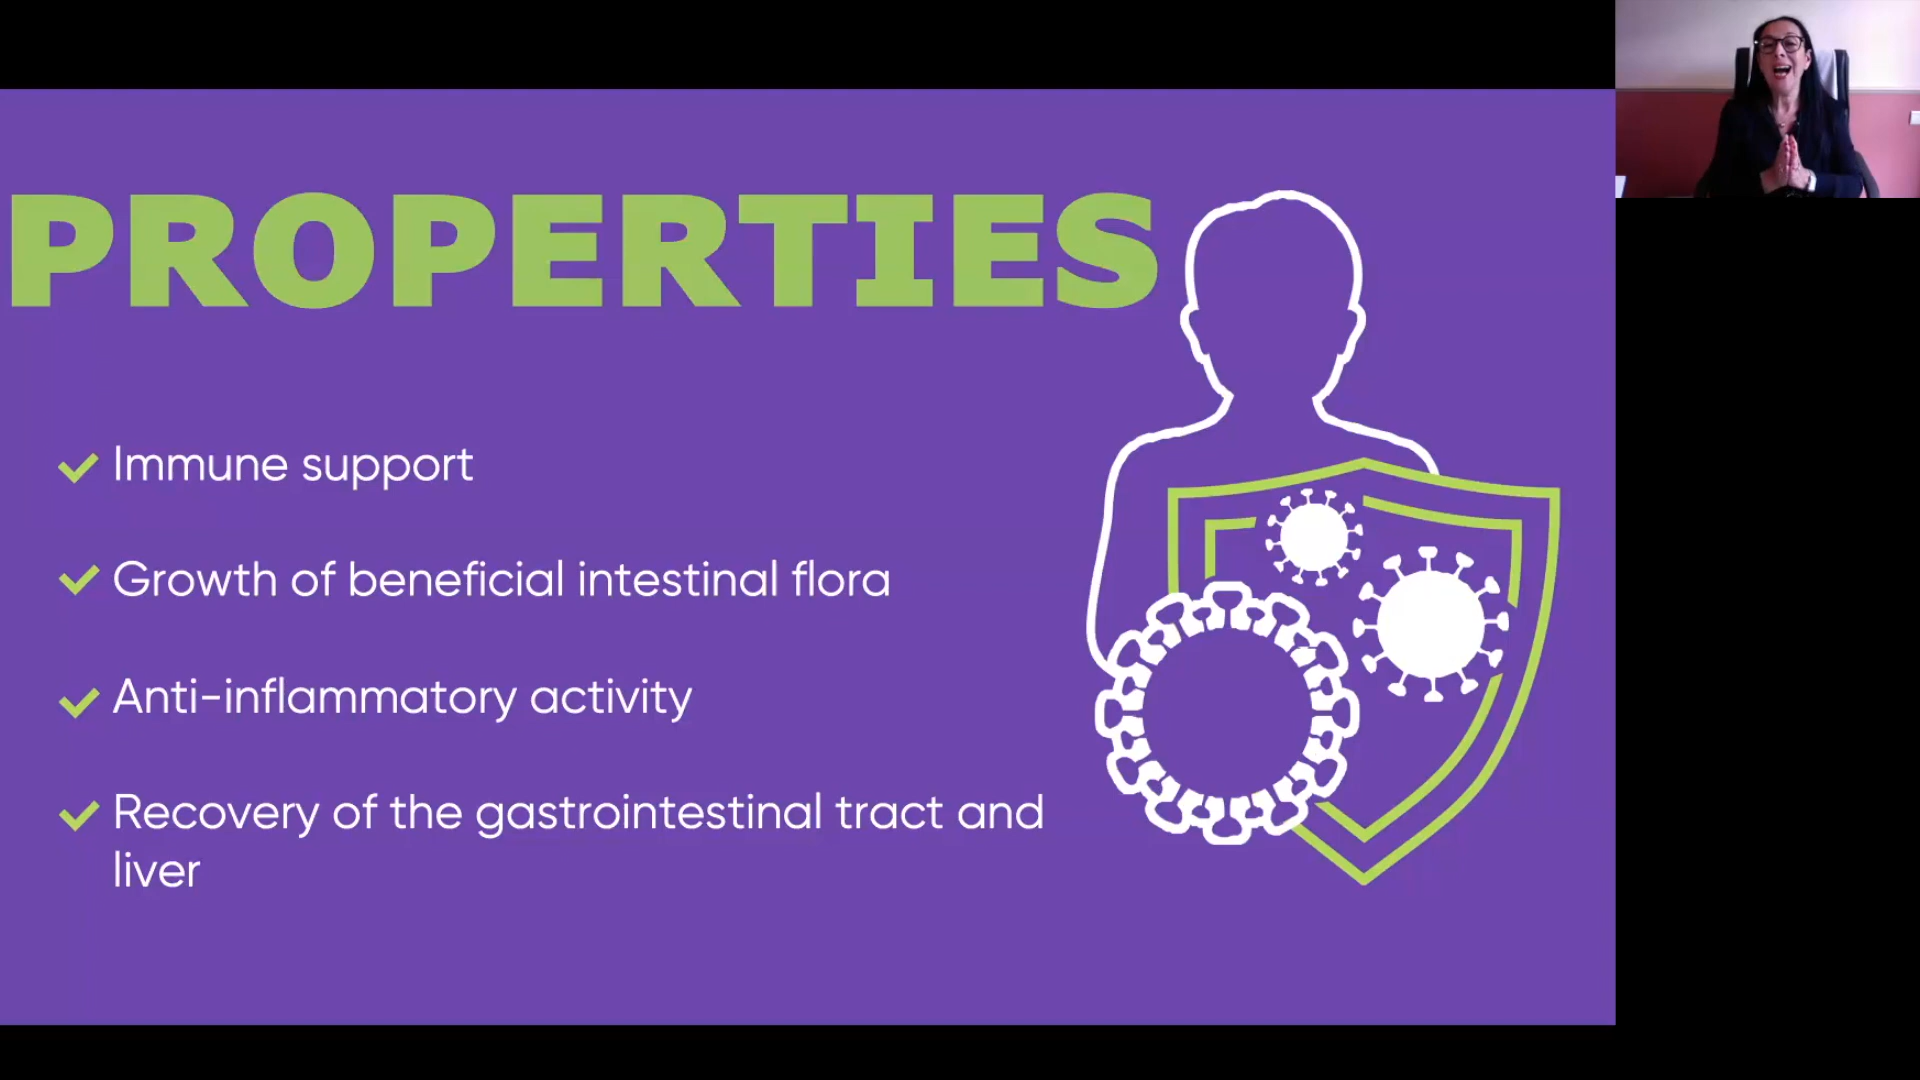 PROPERTIES
Immune support
Growth of beneficial intestinal flora
Anti-inflammatory activity
Recovery of the gastrointestinal tract and
liver